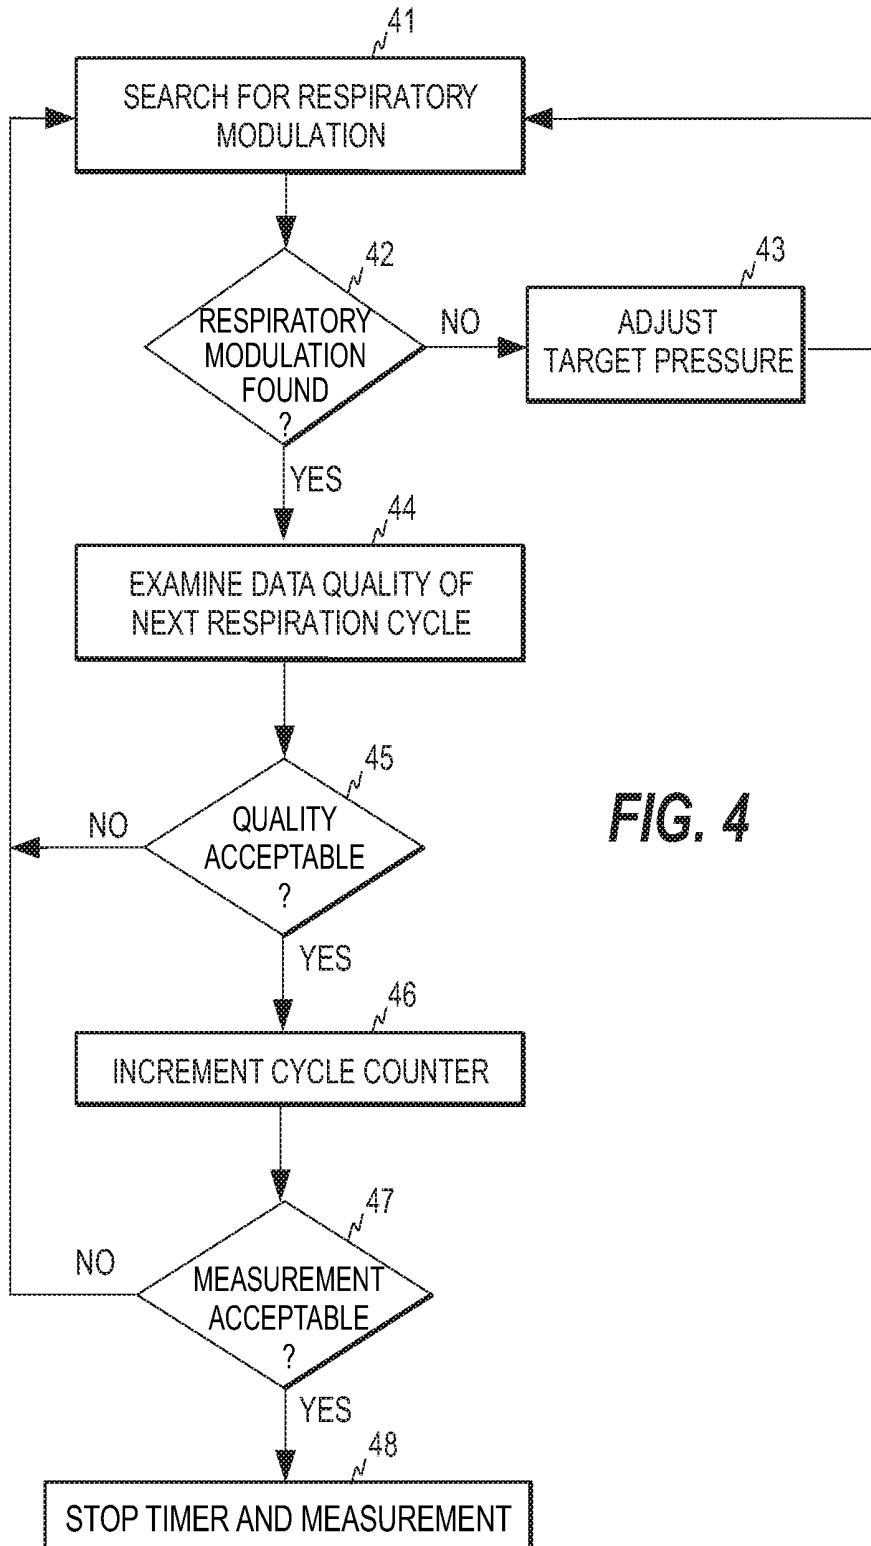 41
SEARCH FOR RESPIRATORY
MODULATION
42
RESPIRATORY
MODULATION
FOUND
?
NO
43
ADJUST
TARGET PRESSURE
YES
44
EXAMINE DATA QUALITY OF
NEXT RESPIRATION CYCLE
45
QUALITY
ACCEPTABLE
?
NO
FIG. 4
YES
46
INCREMENT CYCLE COUNTER
47
MEASUREMENT
ACCEPTABLE
?
NO
YES
48
STOP TIMER AND MEASUREMENT